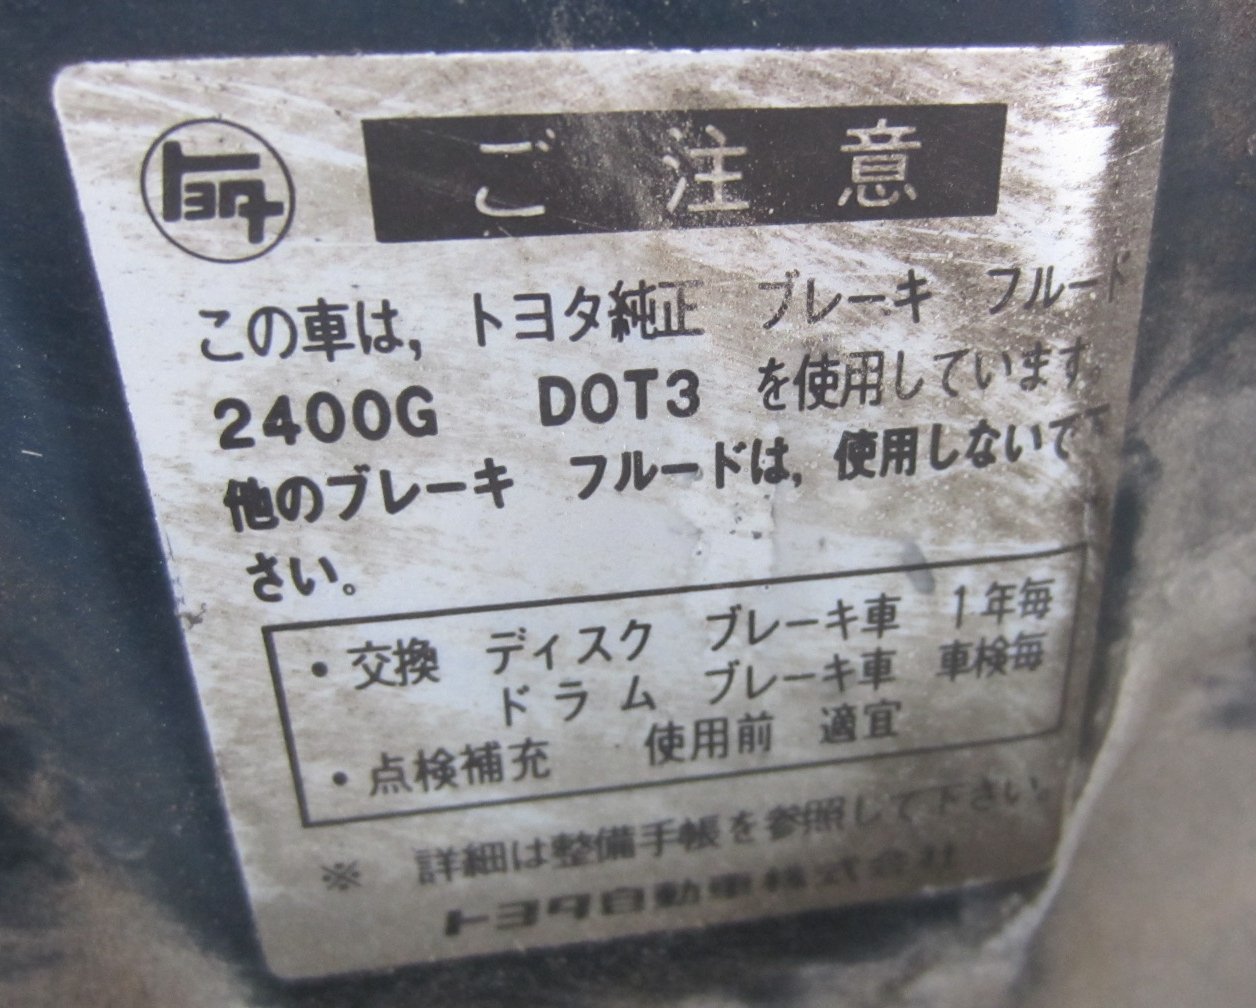 トヨタ
ご注意
この車は，トヨタ純正 ブレーキ フルード
2400G DOT3 を使用しています。
他のブレーキ フルードは，使用しないで下
さい。
・交換 ディスク ブレーキ車 1年毎
ドラム ブレーキ車 車検毎
・点検補充 使用前 適宜
※ 詳細は整備手帳を参照して下さい。
トヨタ自動車株式会社